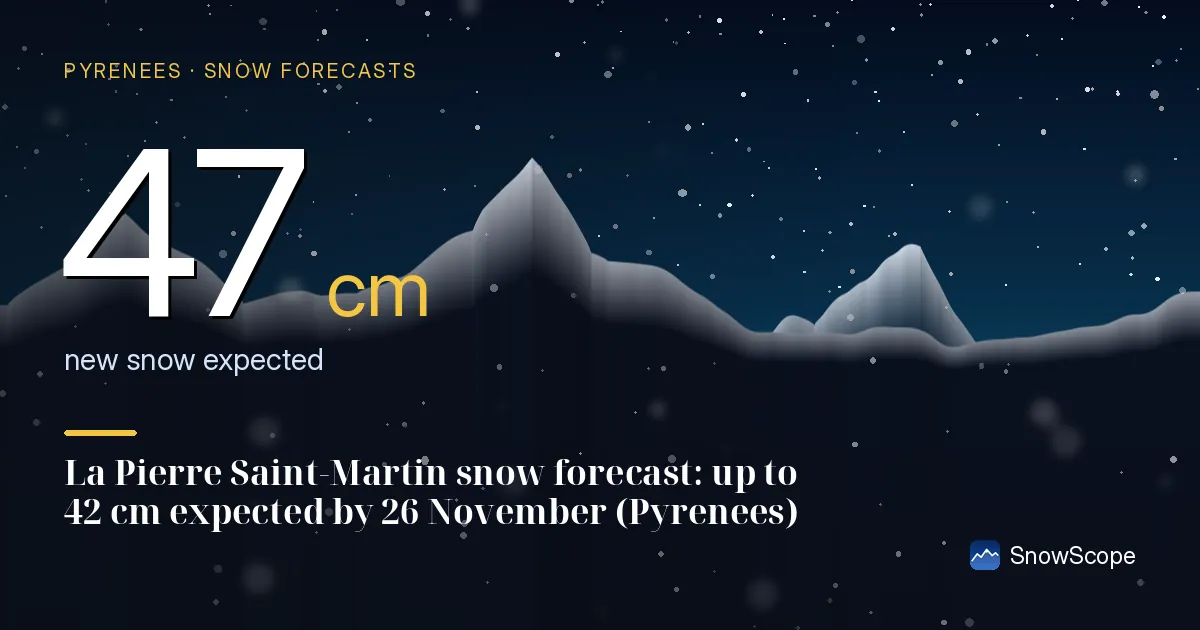 PYRENEES · SNOW FORECASTS
47 cm
new snow expected
La Pierre Saint-Martin snow forecast: up to
42 cm expected by 26 November (Pyrenees)
SnowScope